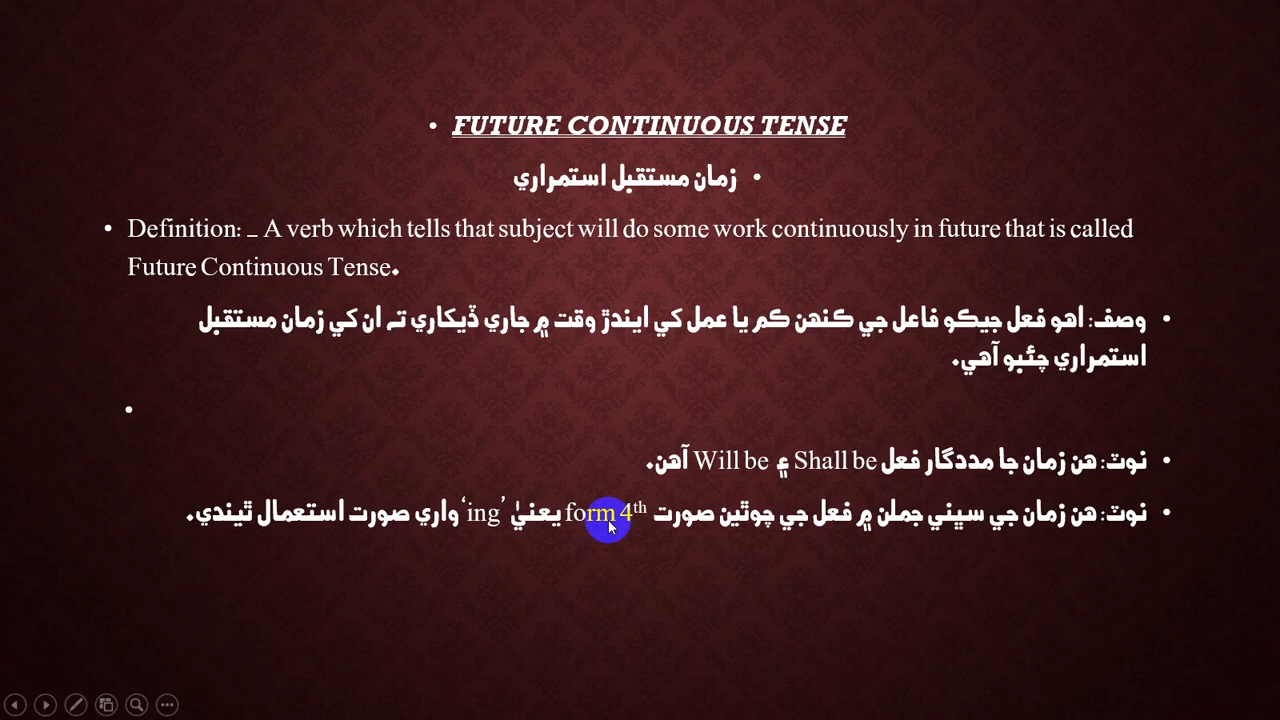 • FUTURE CONTINUOUS TENSE
• زمان مستقبل استمراري
• Definition: _ A verb which tells that subject will do some work continuously in future that is called
Future Continuous Tense.
• وصف: اهو فعل جيڪو فاعل جي ڪنهن ڪم يا عمل کي ايندڙ وقت ۾ جاري ڏيکاري ته ان کي زمان مستقبل
استمراري چئبو آهي.
•
• نوٽ: هن زمان جا مددگار فعل Shall be ۽ Will be آهن.
• نوٽ: هن زمان جي سڀني جملن ۾ فعل جي چوٿين صورت 4th form يعنيٰ ’ing‘ واري صورت استعمال ٿيندي.